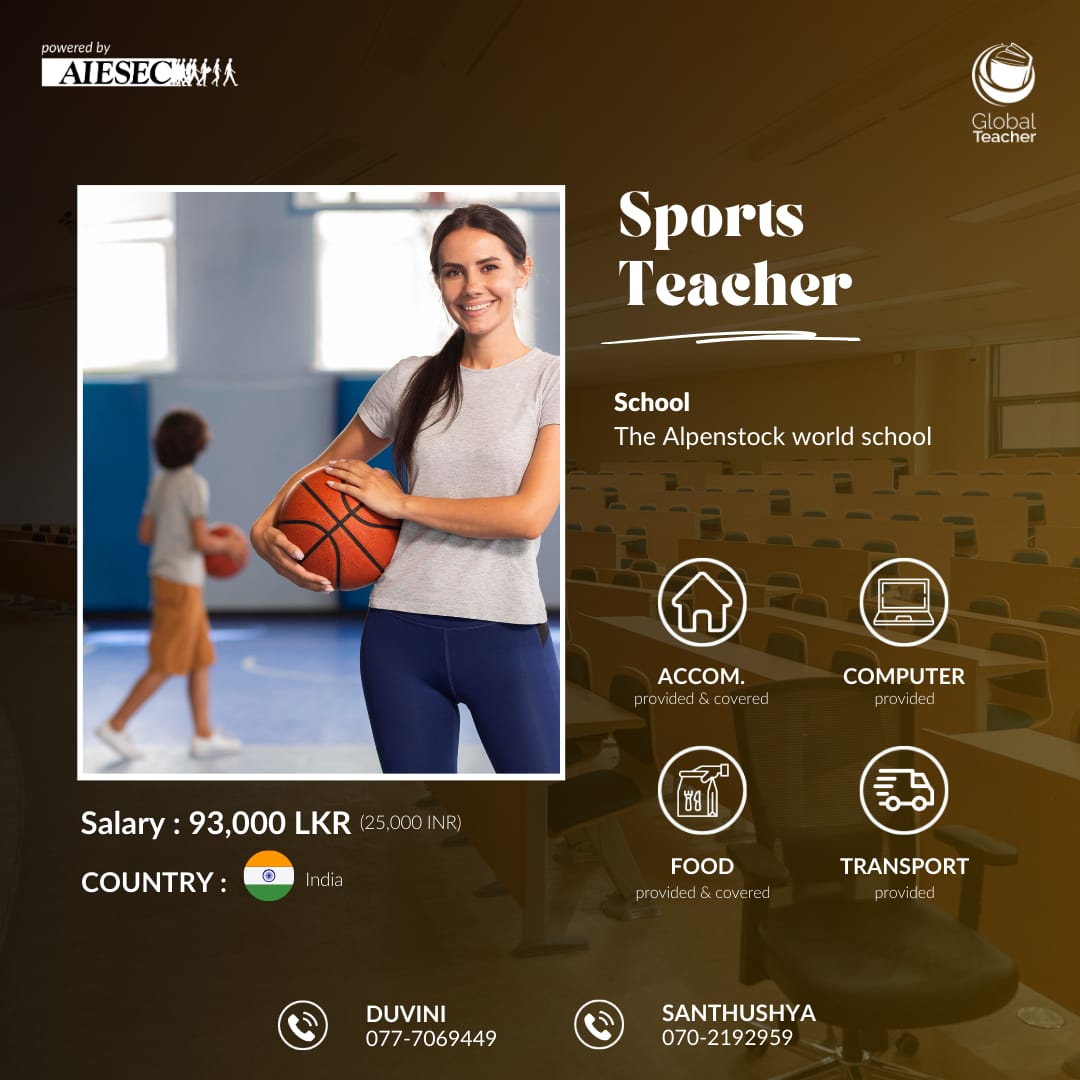 powered by
AIESEC
Global
Teacher
Sports
Teacher
School
The Alpenstock world school
ACCOM.
provided & covered
COMPUTER
provided
FOOD
provided & covered
TRANSPORT
provided
Salary : 93,000 LKR (25,000 INR)
COUNTRY : India
DUVINI
077-7069449
SANTHUSHYA
070-2192959